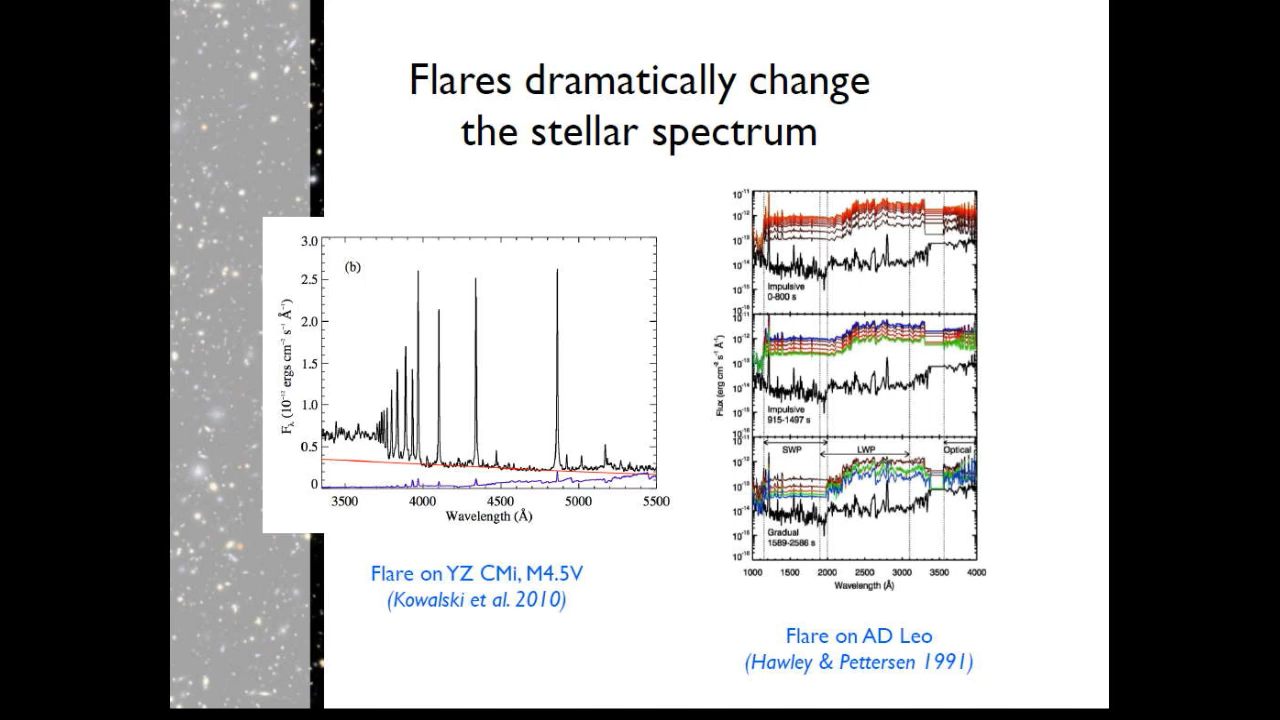 Flares dramatically change
the stellar spectrum
(b)
3.0
2.5
2.0
1.5
1.0
0.5
0
Fλ (10⁻¹² ergs cm⁻² s⁻¹ Å⁻¹)
3500 4000 4500 5000 5500
Wavelength (Å)
Flare on YZ CMi, M4.5V
(Kowalski et al. 2010)
Impulsive
0-800 s
Impulsive
915-1497 s
SWP LWP Optical
Gradual
1589-2586 s
Flux (erg cm⁻² s⁻¹ Å⁻¹)
1000 1500 2000 2500 3000 3500 4000
Wavelength (Å)
Flare on AD Leo
(Hawley & Pettersen 1991)